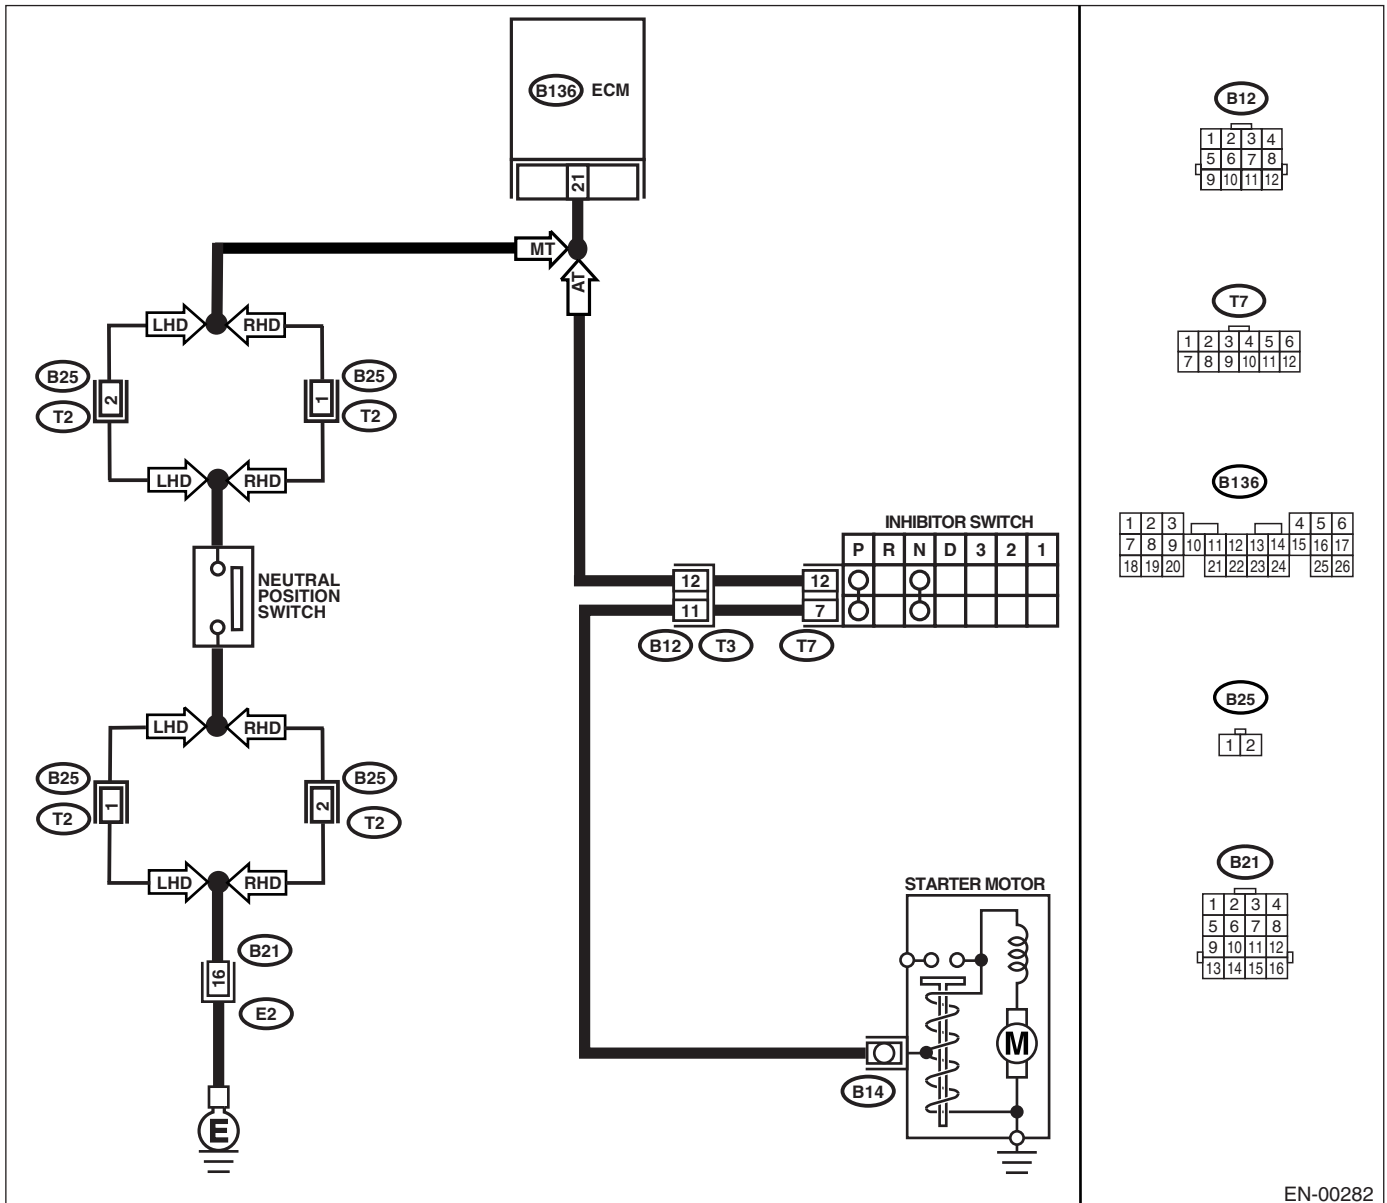 B136 ECM
21
MT
AT
LHD RHD
B25 2 T2
B25 1 T2
LHD RHD
NEUTRAL
POSITION
SWITCH
LHD RHD
B25 1 T2
B25 2 T2
LHD RHD
B21
16
E2
E
INHIBITOR SWITCH
P R N D 3 2 1
12 12
11 7
B12 T3 T7
STARTER MOTOR
M
B14
B12
1 2 3 4
5 6 7 8
9 10 11 12
T7
1 2 3 4 5 6
7 8 9 10 11 12
B136
1 2 3 4 5 6
7 8 9 10 11 12 13 14 15 16 17
18 19 20 21 22 23 24 25 26
B25
1 2
B21
1 2 3 4
5 6 7 8
9 10 11 12
13 14 15 16
EN-00282